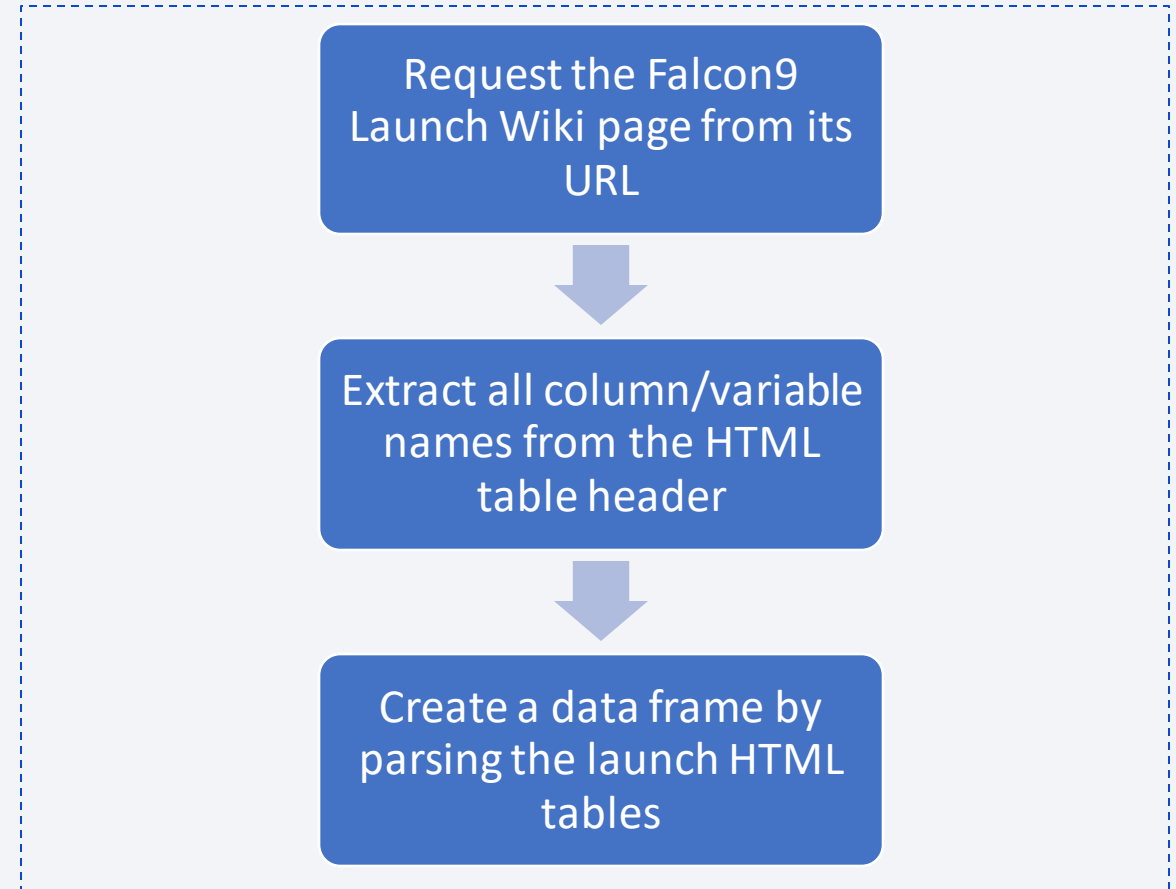 Request the Falcon9
Launch Wiki page from its
URL
Extract all column/variable
names from the HTML
table header
Create a data frame by
parsing the launch HTML
tables